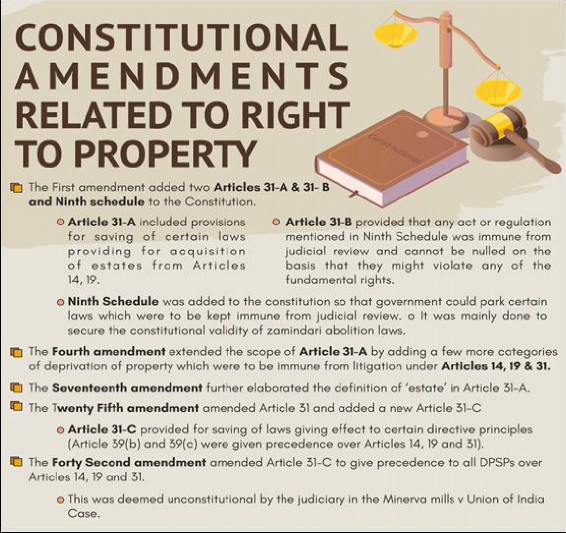 CONSTITUTIONAL
AMENDMENTS
RELATED TO RIGHT
TO PROPERTY
Constitutional
The First amendment added two Articles 31-A & 31- B
and Ninth schedule to the Constitution.
Article 31-A included provisions
for saving of certain laws
providing for acquisition
of estates from Articles
14, 19.
Article 31-B provided that any act or regulation
mentioned in Ninth Schedule was immune from
judicial review and cannot be nulled on the
basis that they might violate any of the
fundamental rights.
Ninth Schedule was added to the constitution so that government could park certain
laws which were to be kept immune from judicial review. o It was mainly done to
secure the constitutional validity of zamindari abolition laws.
The Fourth amendment extended the scope of Article 31-A by adding a few more categories
of deprivation of property which were to be immune from litigation under Articles 14, 19 & 31.
The Seventeenth amendment further elaborated the definition of 'estate' in Article 31-A.
The Twenty Fifth amendment amended Article 31 and added a new Article 31-C
Article 31-C provided for saving of laws giving effect to certain directive principles
(Article 39(b) and 39(c) were given precedence over Articles 14, 19 and 31).
The Forty Second amendment amended Article 31-C to give precedence to all DPSPs over
Articles 14, 19 and 31.
This was deemed unconstitutional by the judiciary in the Minerva mills v Union of India
Case.